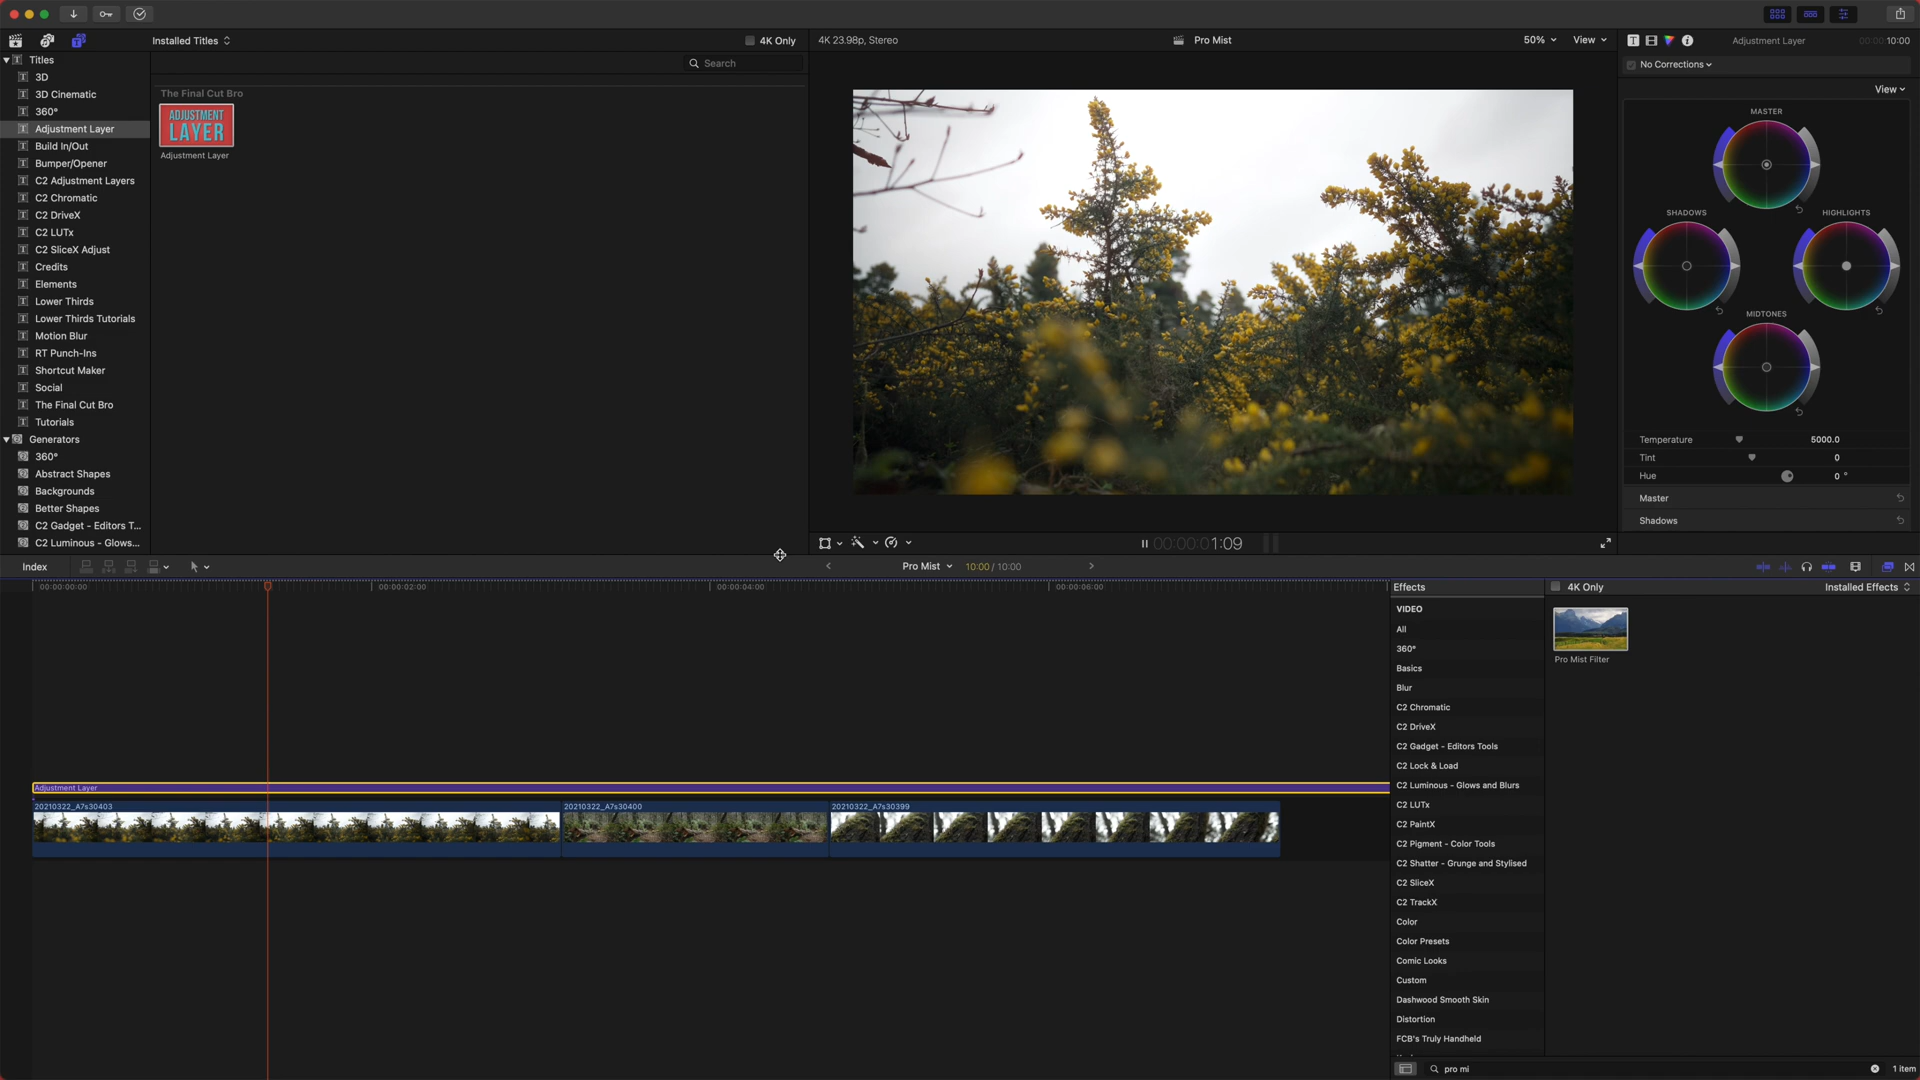 Installed Titles
4K Only
4K 23.98p, Stereo
Pro Mist
50%
View
Adjustment Layer
10:00
Titles
3D
3D Cinematic
360°
Adjustment Layer
Build In/Out
Bumper/Opener
C2 Adjustment Layers
C2 Chromatic
C2 DriveX
C2 LUTx
C2 SliceX Adjust
Credits
Elements
Lower Thirds
Lower Thirds Tutorials
Motion Blur
RT Punch-Ins
Shortcut Maker
Social
The Final Cut Bro
Tutorials
Generators
360°
Abstract Shapes
Backgrounds
Better Shapes
C2 Gadget - Editors T...
C2 Luminous - Glows...
Search
The Final Cut Bro
ADJUSTMENT
LAYER
Adjustment Layer
No Corrections
View
MASTER
SHADOWS
HIGHLIGHTS
MIDTONES
Temperature 5000.0
Tint 0
Hue 0 °
Master
Shadows
00:00:00:01:09
Index
Pro Mist
10:00 / 10:00
00:00:00:00
00:00:02:00
00:00:04:00
00:00:06:00
Adjustment Layer
20210322_A7s30403
20210322_A7s30400
20210322_A7s30399
Effects
4K Only
Installed Effects
VIDEO
All
360°
Basics
Blur
C2 Chromatic
C2 DriveX
C2 Gadget - Editors Tools
C2 Lock & Load
C2 Luminous - Glows and Blurs
C2 LUTx
C2 PaintX
C2 Pigment - Color Tools
C2 Shatter - Grunge and Stylised
C2 SliceX
C2 TrackX
Color
Color Presets
Comic Looks
Custom
Dashwood Smooth Skin
Distortion
FCB's Truly Handheld
Pro Mist Filter
pro mi
1 item